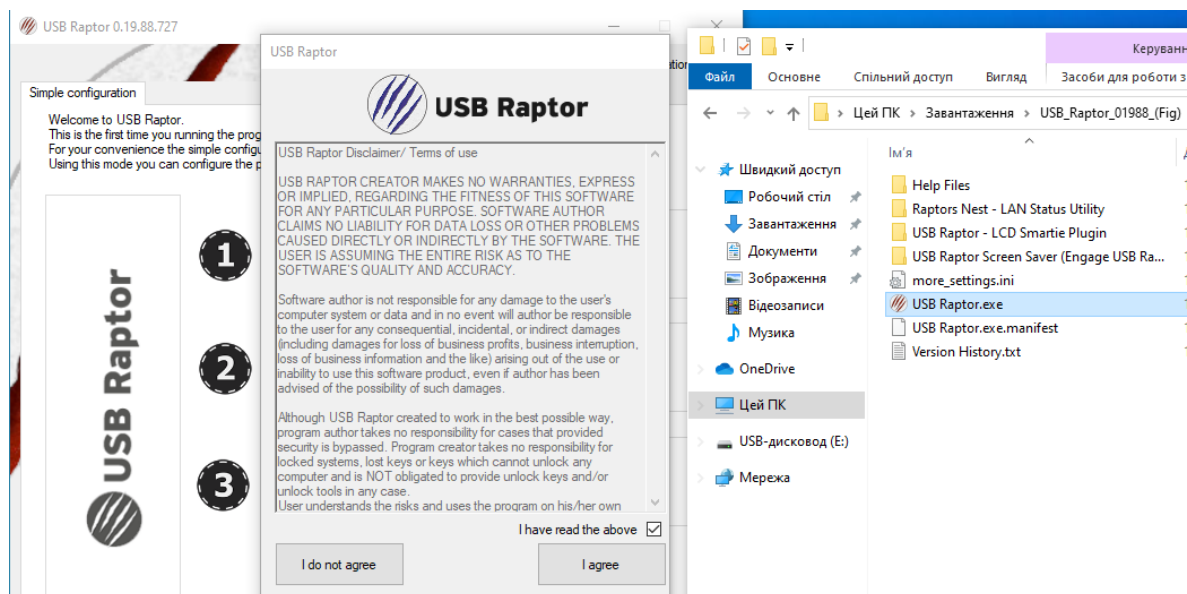 USB Raptor 0.19.88.727
Simple configuration
Welcome to USB Raptor.
This is the first time you running the prog
For your convenience the simple configu
Using this mode you can configure the p
USB Raptor
1
2
3
USB Raptor
USB Raptor
USB Raptor Disclaimer/ Terms of use
USB RAPTOR CREATOR MAKES NO WARRANTIES, EXPRESS
OR IMPLIED, REGARDING THE FITNESS OF THIS SOFTWARE
FOR ANY PARTICULAR PURPOSE. SOFTWARE AUTHOR
CLAIMS NO LIABILITY FOR DATA LOSS OR OTHER PROBLEMS
CAUSED DIRECTLY OR INDIRECTLY BY THE SOFTWARE. THE
USER IS ASSUMING THE ENTIRE RISK AS TO THE
SOFTWARE'S QUALITY AND ACCURACY.
Software author is not responsible for any damage to the user's
computer system or data and in no event will author be responsible
to the user for any consequential, incidental, or indirect damages
(including damages for loss of business profits, business interruption,
loss of business information and the like) arising out of the use or
inability to use this software product, even if author has been
advised of the possibility of such damages.
Although USB Raptor created to work in the best possible way,
program author takes no responsibility for cases that provided
security is bypassed. Program creator takes no responsibility for
locked systems, lost keys or keys which cannot unlock any
computer and is NOT obligated to provide unlock keys and/or
unlock tools in any case.
User understands the risks and uses the program on his/her own
I have read the above
I do not agree
I agree
Керуванн
Файл
Основне
Спільний доступ
Вигляд
Засоби для роботи з
Цей ПК > Завантаження > USB_Raptor_01988_(Fig)
Ім'я
Швидкий доступ
Робочий стіл
Завантаження
Документи
Зображення
Відеозаписи
Музика
OneDrive
Цей ПК
USB-дисковод (E:)
Мережа
Help Files
Raptors Nest - LAN Status Utility
USB Raptor - LCD Smartie Plugin
USB Raptor Screen Saver (Engage USB Ra...
more_settings.ini
USB Raptor.exe
USB Raptor.exe.manifest
Version History.txt